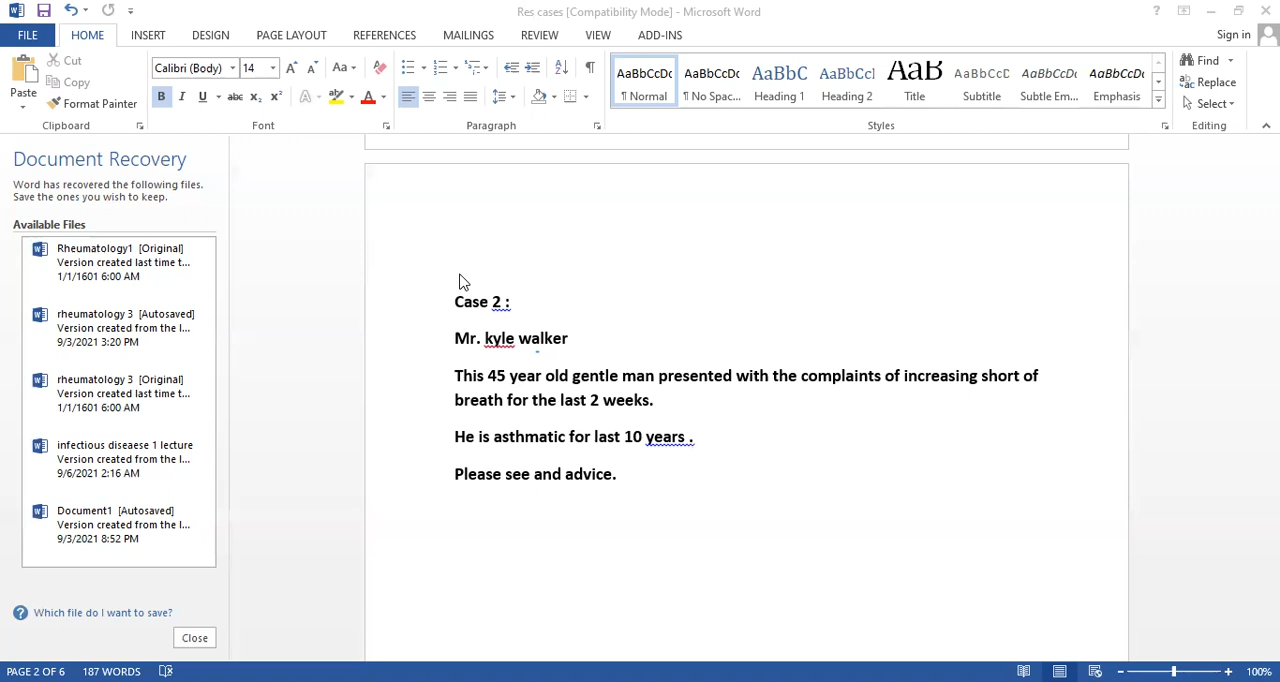 Res cases [Compatibility Mode] - Microsoft Word
?
FILE HOME INSERT DESIGN PAGE LAYOUT REFERENCES MAILINGS REVIEW VIEW ADD-INS Sign in
Cut
Copy
Format Painter
Paste
Clipboard
Calibri (Body) 14
Font
Paragraph
AaBbCcDc AaBbCcDc AaBbC AaBbCcI AaB AaBbCcD AaBbCcDc AaBbCcDc
¶ Normal ¶ No Spac... Heading 1 Heading 2 Title Subtitle Subtle Em... Emphasis
Styles
Find
Replace
Select
Editing
Document Recovery
Word has recovered the following files.
Save the ones you wish to keep.
Available Files
Rheumatology1 [Original]
Version created last time t...
1/1/1601 6:00 AM
rheumatology 3 [Autosaved]
Version created from the l...
9/3/2021 3:20 PM
rheumatology 3 [Original]
Version created last time t...
1/1/1601 6:00 AM
infectious diseaese 1 lecture
Version created from the l...
9/6/2021 2:16 AM
Document1 [Autosaved]
Version created from the l...
9/3/2021 8:52 PM
Which file do I want to save?
Close
Case 2 :
Mr. kyle walker
This 45 year old gentle man presented with the complaints of increasing short of
breath for the last 2 weeks.
He is asthmatic for last 10 years .
Please see and advice.
PAGE 2 OF 6 187 WORDS 100%